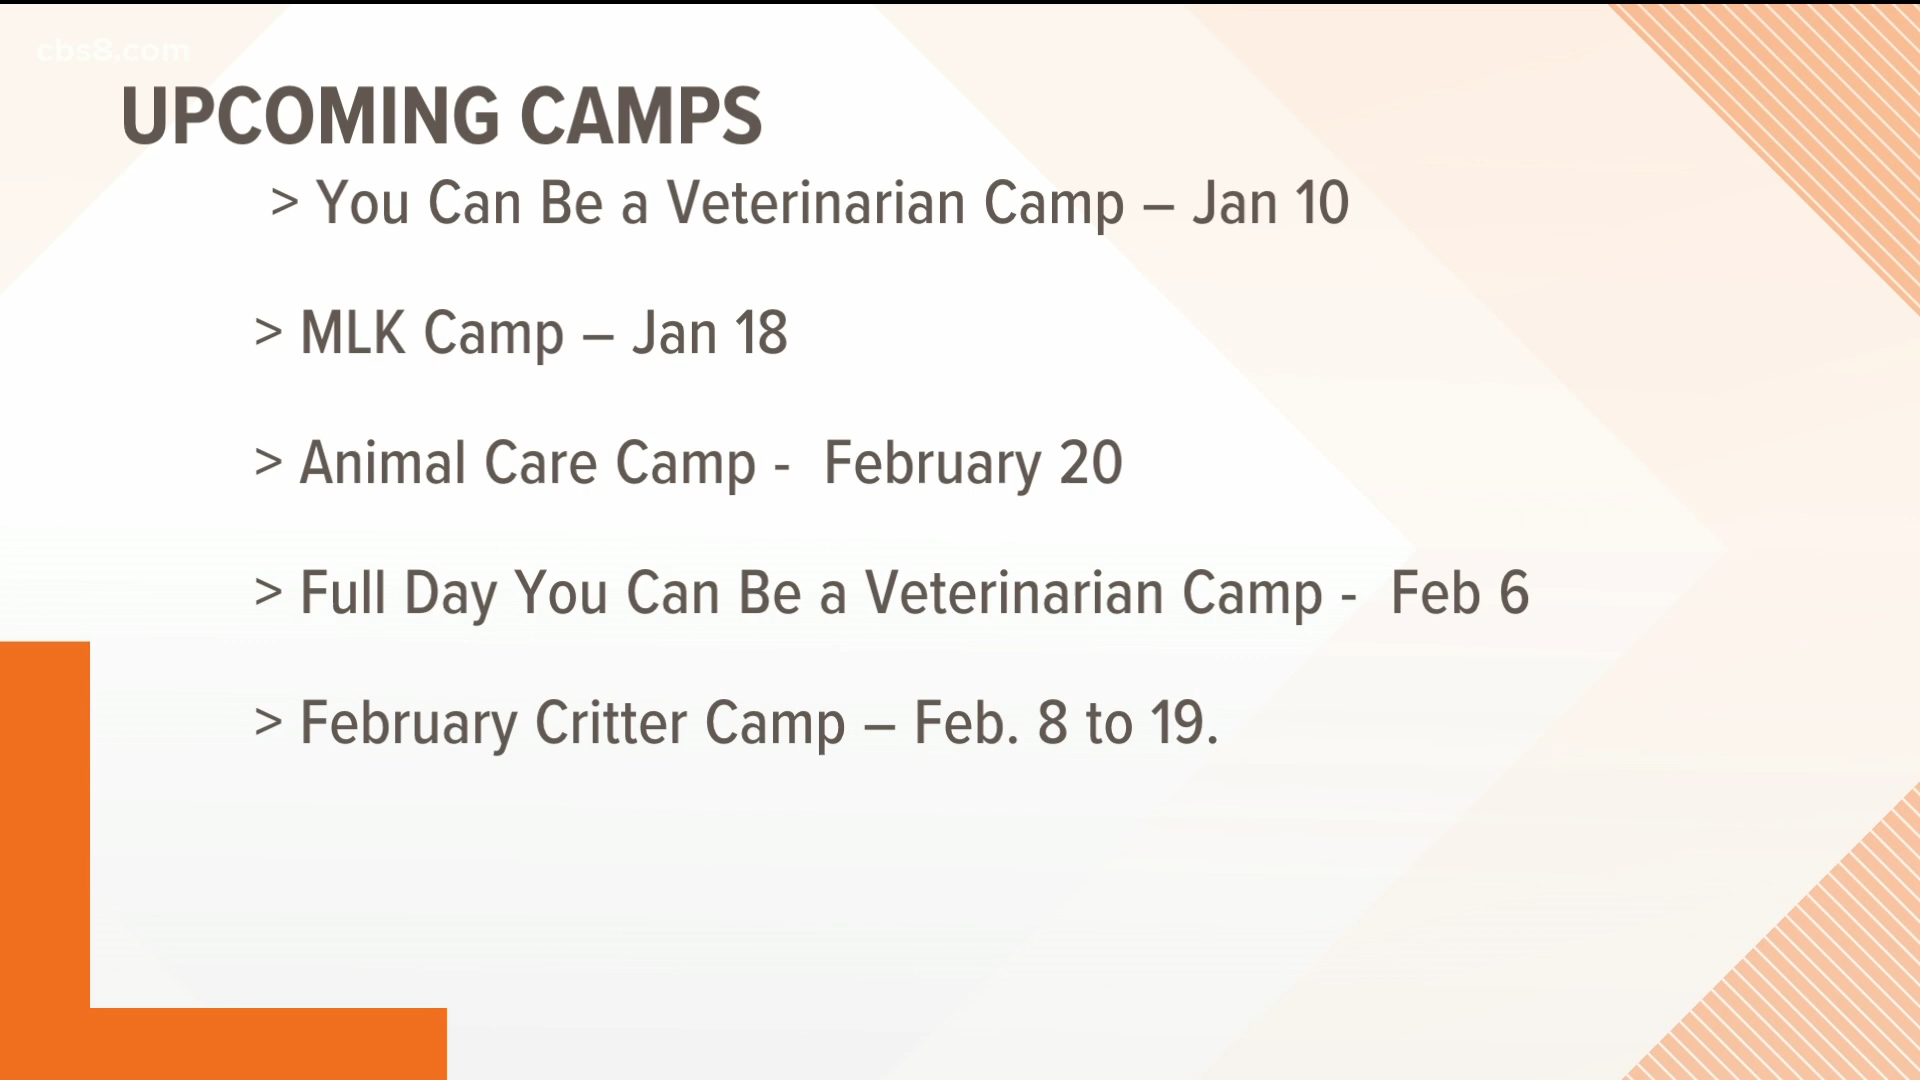 cbs8.com
UPCOMING CAMPS
> You Can Be a Veterinarian Camp – Jan 10
> MLK Camp – Jan 18
> Animal Care Camp -  February 20
> Full Day You Can Be a Veterinarian Camp -  Feb 6
> February Critter Camp – Feb. 8 to 19.